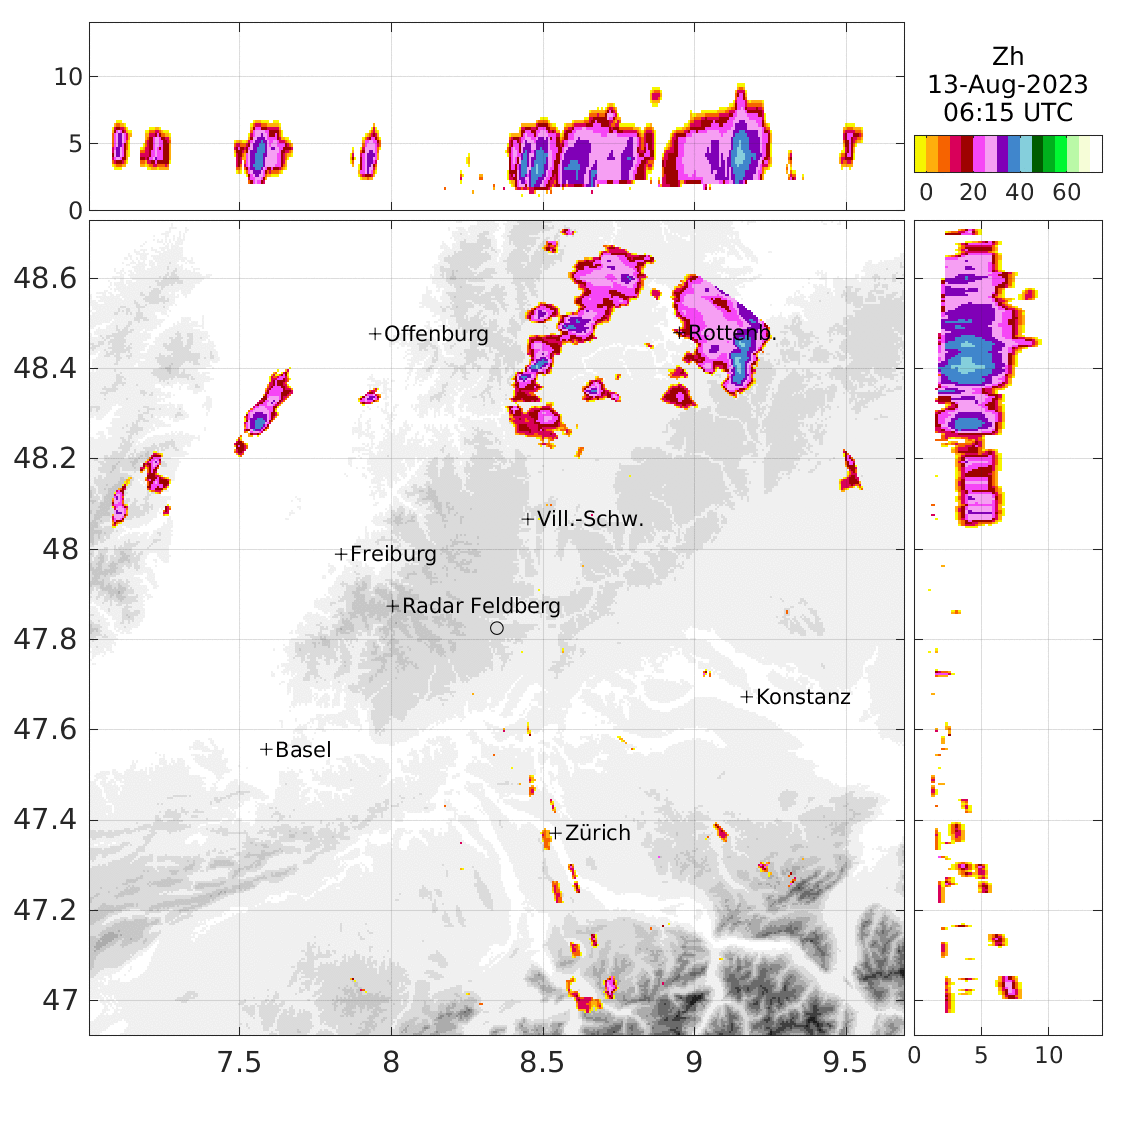 Zh
13-Aug-2023
06:15 UTC
0 20 40 60
10
5
0
48.6
48.4
48.2
48
47.8
47.6
47.4
47.2
47
Offenburg
Rottenb.
Vill.-Schw.
Freiburg
Radar Feldberg
Konstanz
Basel
Zürich
7.5 8 8.5 9 9.5
0 5 10